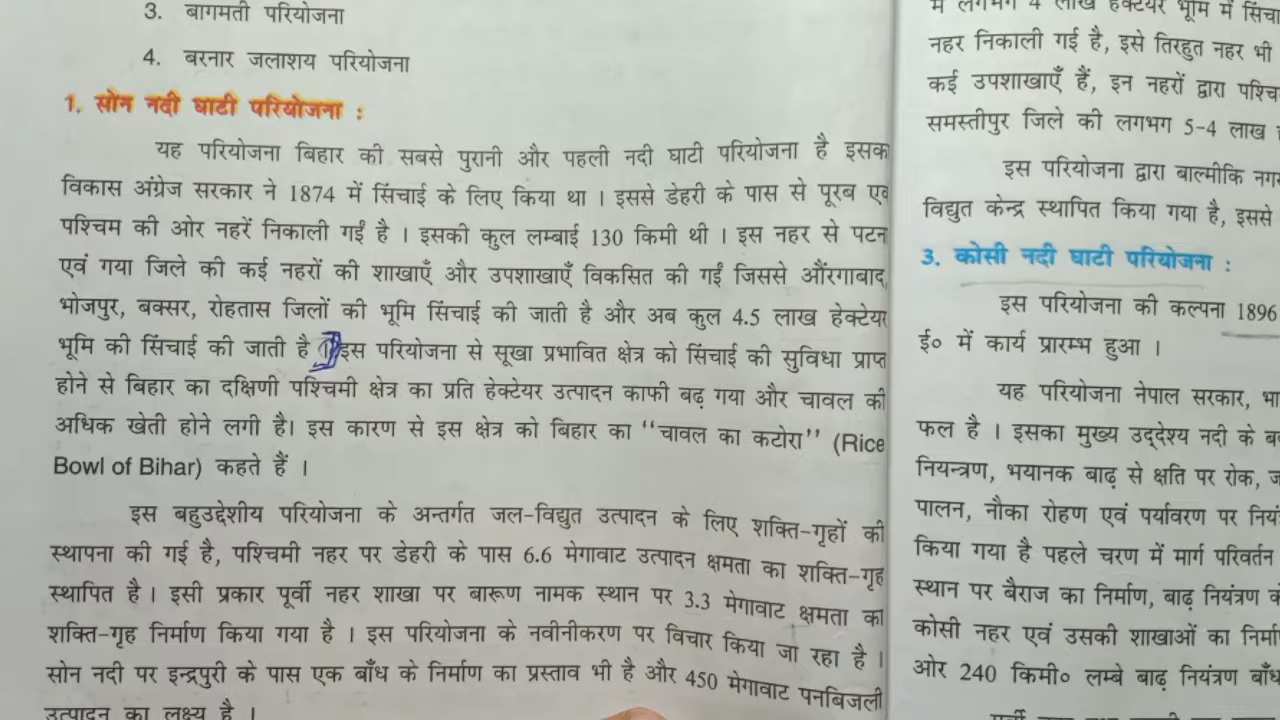 3. बागमती परियोजना
4. बरनार जलाशय परियोजना
1. सोन नदी घाटी परियोजना :
यह परियोजना बिहार की सबसे पुरानी और पहली नदी घाटी परियोजना है इसका
विकास अंग्रेज सरकार ने 1874 में सिंचाई के लिए किया था । इससे डेहरी के पास से पूरब एवं
पश्चिम की ओर नहरें निकाली गईं है । इसकी कुल लम्बाई 130 किमी थी । इस नहर से पटन
एवं गया जिले की कई नहरों की शाखाएँ और उपशाखाएँ विकसित की गईं जिससे औंरगाबाद,
भोजपुर, बक्सर, रोहतास जिलों की भूमि सिंचाई की जाती है और अब कुल 4.5 लाख हेक्टेयर
भूमि की सिंचाई की जाती है । इस परियोजना से सूखा प्रभावित क्षेत्र को सिंचाई की सुविधा प्राप्त
होने से बिहार का दक्षिणी पश्चिमी क्षेत्र का प्रति हेक्टेयर उत्पादन काफी बढ़ गया और चावल की
अधिक खेती होने लगी है। इस कारण से इस क्षेत्र को बिहार का ‘‘चावल का कटोरा’’ (Rice
Bowl of Bihar) कहते हैं ।
इस बहुउद्देशीय परियोजना के अन्तर्गत जल-विद्युत उत्पादन के लिए शक्ति-गृहों की
स्थापना की गई है, पश्चिमी नहर पर डेहरी के पास 6.6 मेगावाट उत्पादन क्षमता का शक्ति-गृह
स्थापित है । इसी प्रकार पूर्वी नहर शाखा पर बारूण नामक स्थान पर 3.3 मेगावाट क्षमता का
शक्ति-गृह निर्माण किया गया है । इस परियोजना के नवीनीकरण पर विचार किया जा रहा है ।
सोन नदी पर इन्द्रपुरी के पास एक बाँध के निर्माण का प्रस्ताव भी है और 450 मेगावाट पनबिजली
उत्पादन का लक्ष्य है ।
में लगभग 4 लाख हेक्टेयर भूमि में
नहर निकाली गई है, इसे तिरहुत नहर भी
कई उपशाखाएँ हैं, इन नहरों द्वारा
समस्तीपुर जिले की लगभग 5-4 लाख
इस परियोजना द्वारा बाल्मीकि
विद्युत केन्द्र स्थापित किया गया है, इससे
3. कोसी नदी घाटी परियोजना :
इस परियोजना की कल्पना 1896
ई० में कार्य प्रारम्भ हुआ ।
यह परियोजना नेपाल सरकार,
फल है । इसका मुख्य उद्देश्य नदी के
नियन्त्रण, भयानक बाढ़ से क्षति पर रोक,
पालन, नौका रोहण एवं पर्यावरण पर
किया गया है पहले चरण में मार्ग परिवर्तन
स्थान पर बैराज का निर्माण, बाढ़ नियंत्रण
कोसी नहर एवं उसकी शाखाओं का
ओर 240 किमी० लम्बे बाढ़ नियंत्रण बाँध